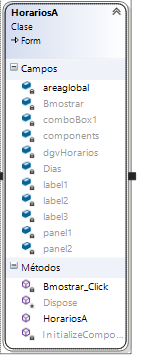 HorariosA
Clase
Form
Campos
areaglobal
Bmostrar
comboBox1
components
dgvHorarios
Dias
label1
label2
label3
panel1
panel2
Métodos
Bmostrar_Click
Dispose
HorariosA
InitializeCompo...